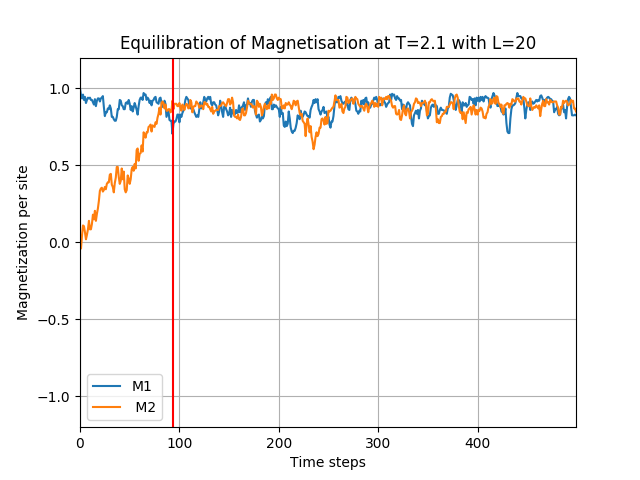 Equilibration of Magnetisation at T=2.1 with L=20
Magnetization per site
1.0
0.5
0.0
−0.5
−1.0
M1
M2
0 100 200 300 400
Time steps